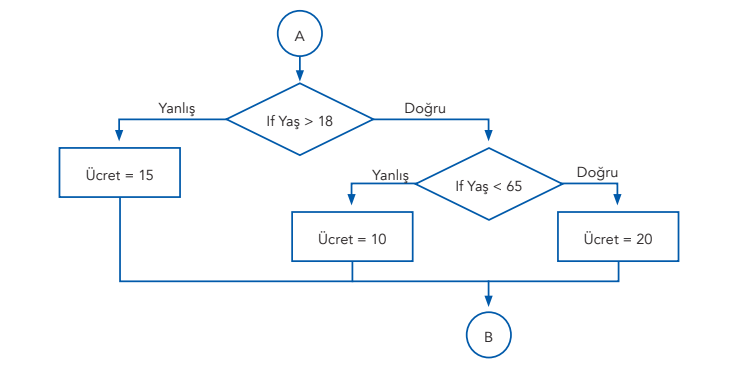 A
Yanlış
If Yaş > 18
Doğru
Ücret = 15
Yanlış
If Yaş < 65
Doğru
Ücret = 10
Ücret = 20
B